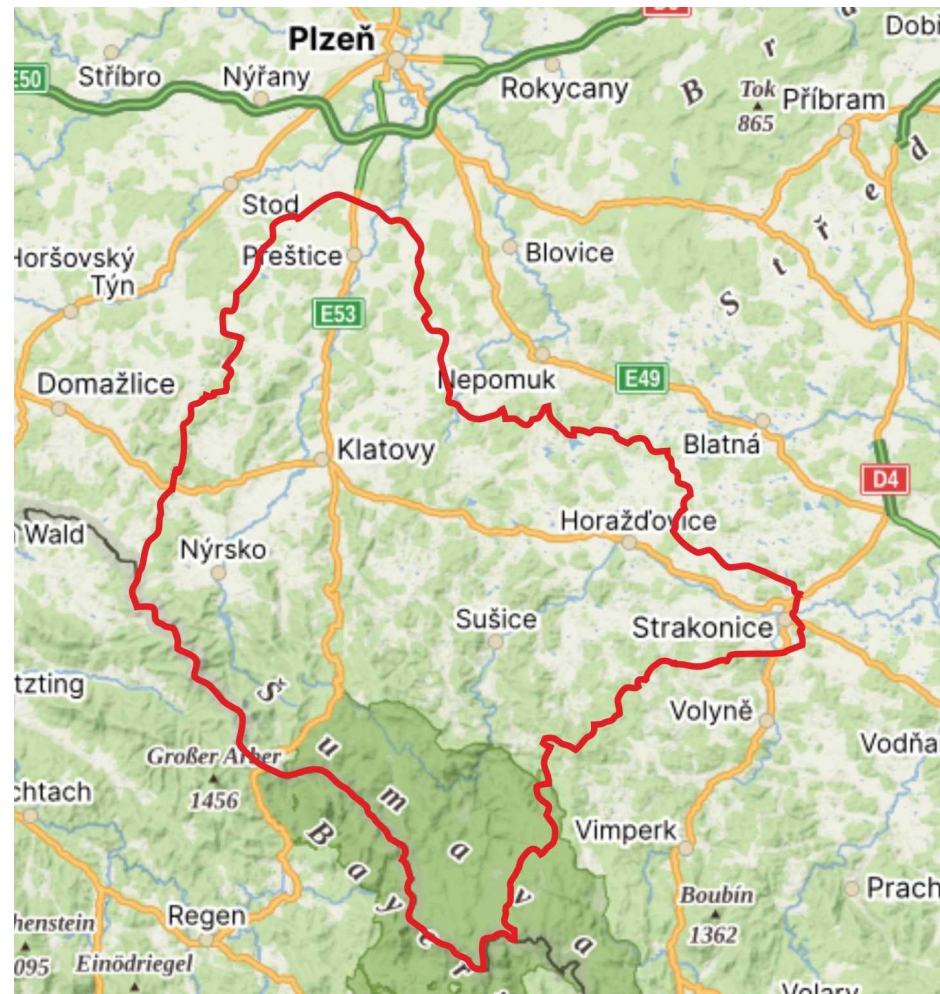 Plzeň
Dobř
E50
Stříbro
Nýřany
Rokycany
B r d
Tok
865
Příbram
Stod
Horšovský
Týn
Přeštice
Blovice
S t ř e d
E53
Domažlice
Nepomuk
E49
Klatovy
Blatná
D4
Wald
Horažďovice
Nýrsko
Sušice
Strakonice
tzting
Š u m a v a
Volyně
Vodňa
Großer Arber
1456
chtach
B a y e r
Vimperk
Boubín
1362
Prach
Regen
henstein
095
Einödriegel
Volary